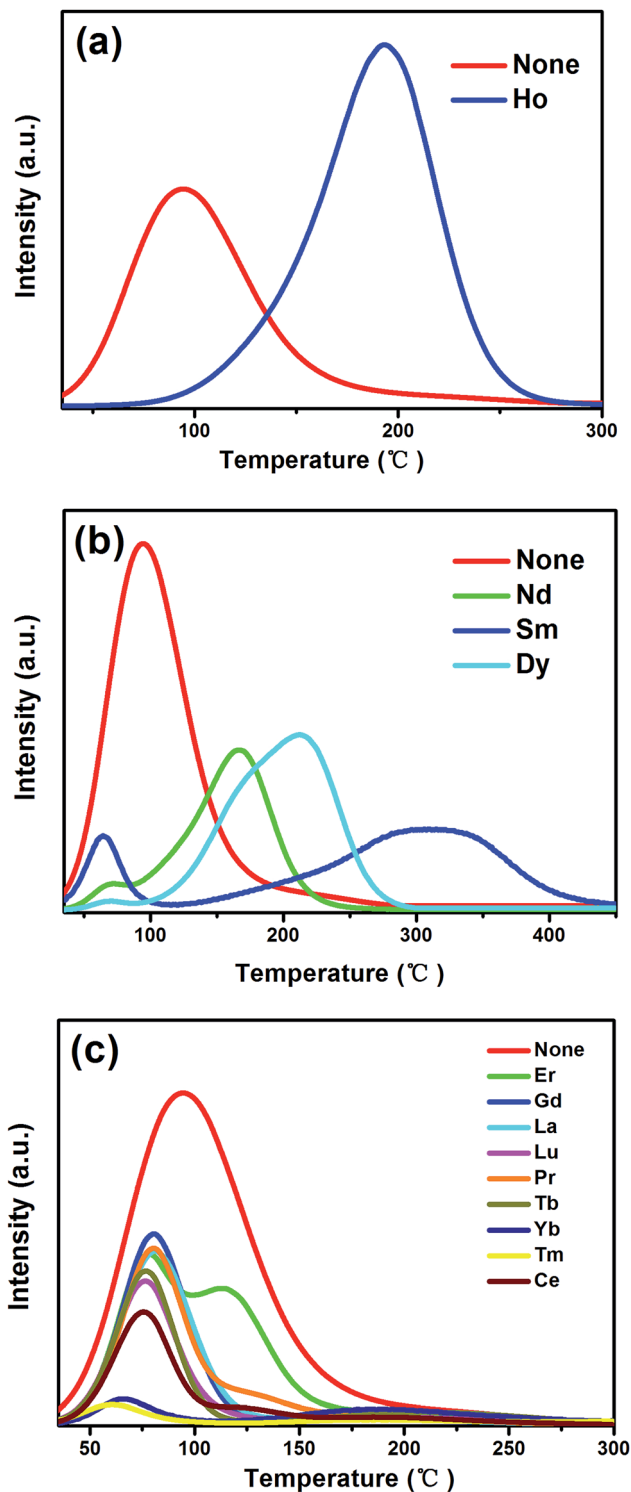 (a)
None
Ho
Intensity (a.u.)
100
200
300
Temperature (℃ )
(b)
None
Nd
Sm
Dy
Intensity (a.u.)
100
200
300
400
Temperature (℃ )
(c)
None
Er
Gd
La
Lu
Pr
Tb
Yb
Tm
Ce
Intensity (a.u.)
50
100
150
200
250
300
Temperature (℃ )